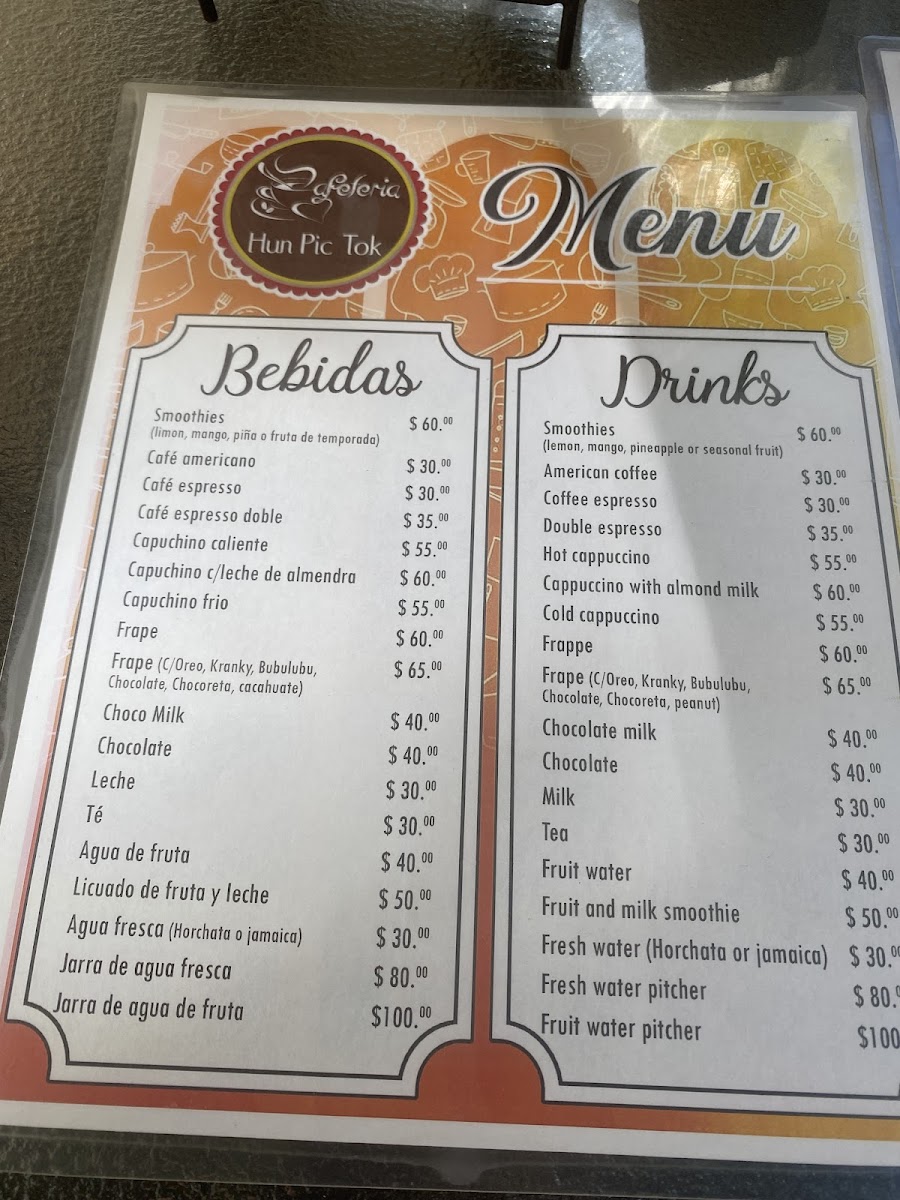 Cafeteria
Hun Pic Tok
Menú
Bebidas
Smoothies $ 60.00
(limon, mango, piña o fruta de temporada)
Café americano $ 30.00
Café espresso $ 30.00
Café espresso doble $ 35.00
Capuchino caliente $ 55.00
Capuchino c/leche de almendra $ 60.00
Capuchino frio $ 55.00
Frape $ 60.00
Frape (C/Oreo, Kranky, Bubulubu, $ 65.00
Chocolate, Chocoreta, cacahuate)
Choco Milk $ 40.00
Chocolate $ 40.00
Leche $ 30.00
Té $ 30.00
Agua de fruta $ 40.00
Licuado de fruta y leche $ 50.00
Agua fresca (Horchata o jamaica) $ 30.00
Jarra de agua fresca $ 80.00
Jarra de agua de fruta $100.00
Drinks
Smoothies $ 60.00
(lemon, mango, pineapple or seasonal fruit)
American coffee $ 30.00
Coffee espresso $ 30.00
Double espresso $ 35.00
Hot cappuccino $ 55.00
Cappuccino with almond milk $ 60.00
Cold cappuccino $ 55.00
Frappe $ 60.00
Frape (C/Oreo, Kranky, Bubulubu, $ 65.00
Chocolate, Chocoreta, peanut)
Chocolate milk $ 40.00
Chocolate $ 40.00
Milk $ 30.00
Tea $ 30.00
Fruit water $ 40.00
Fruit and milk smoothie $ 50.00
Fresh water (Horchata or jamaica) $ 30.00
Fresh water pitcher $ 80.
Fruit water pitcher $100